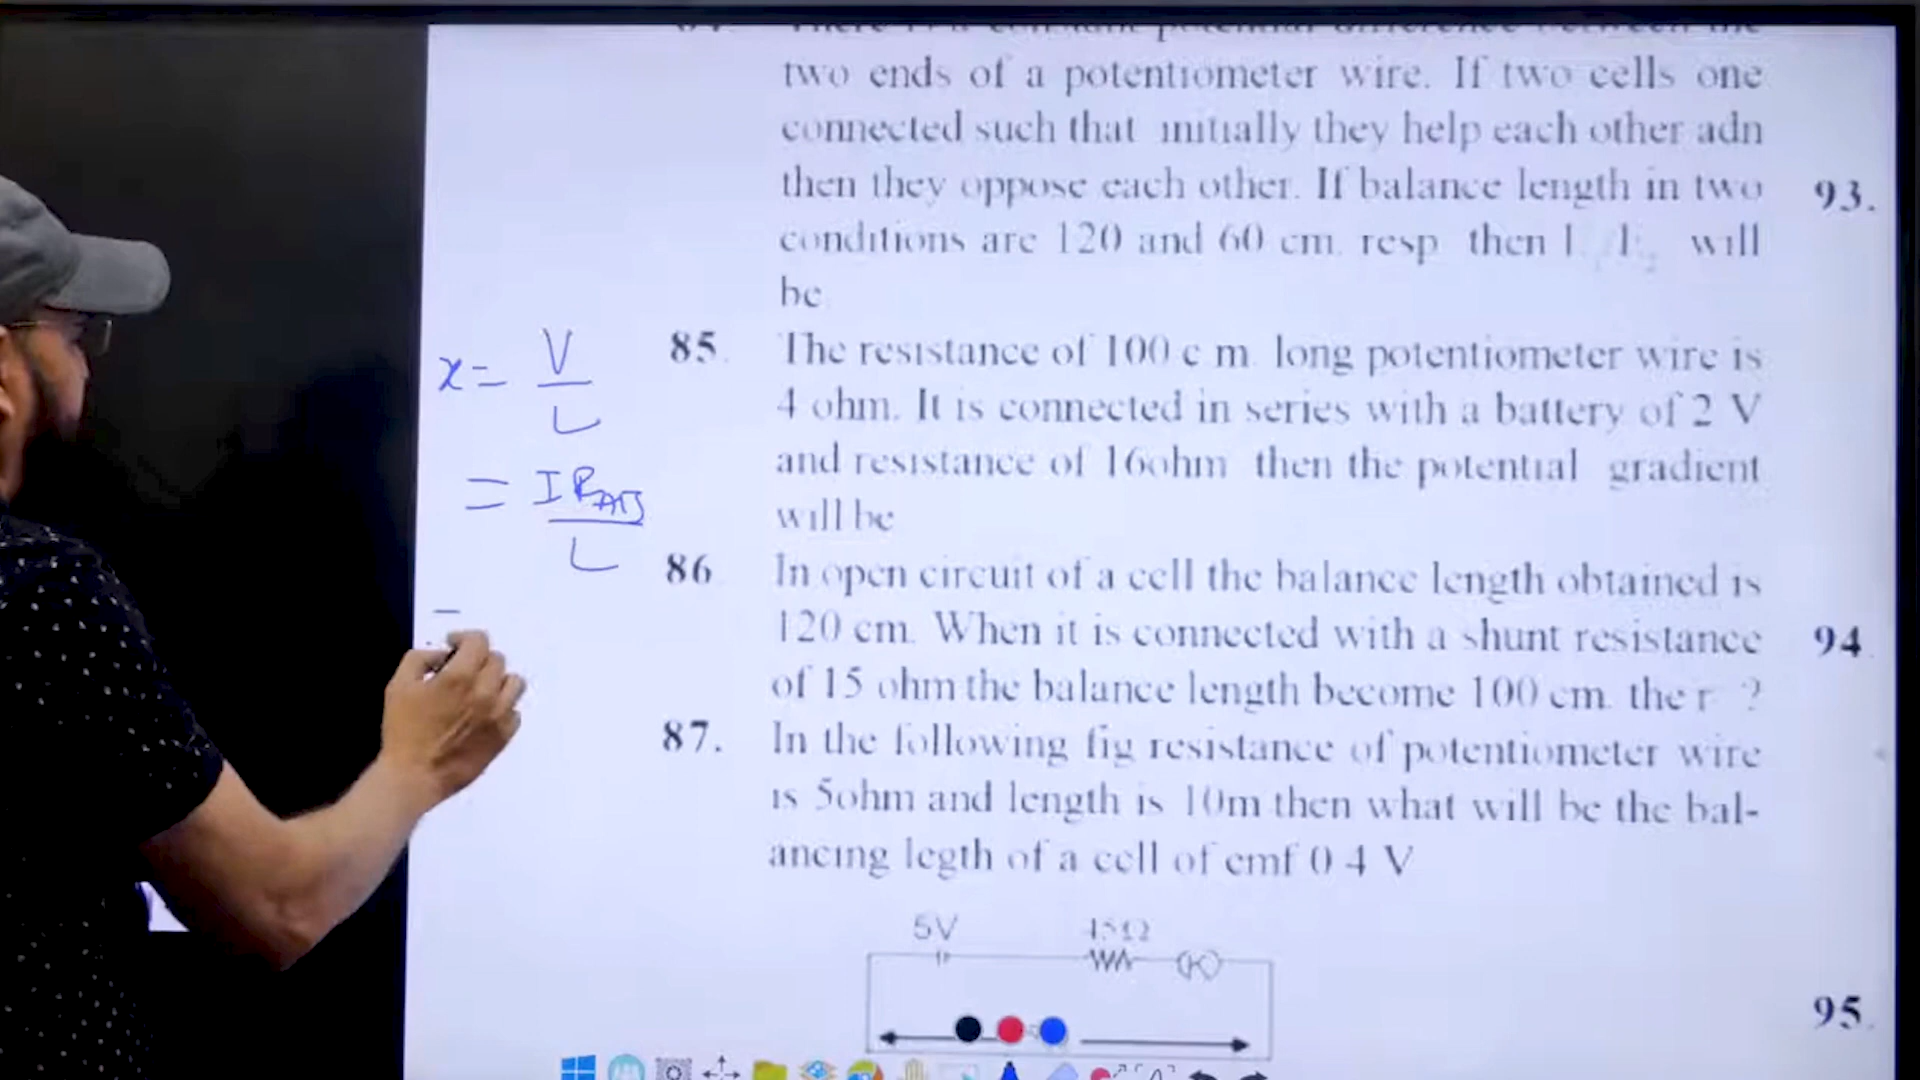 two ends of a potentiometer wire. If two cells one
connected such that initially they help each other adn
then they oppose each other. If balance length in two
conditions are 120 and 60 cm. resp then will
be
85. The resistance of 100 c m. long potentiometer wire is
4 ohm. It is connected in series with a battery of 2 V
and resistance of 16ohm then the potential gradient
will be
86 In open circuit of a cell the balance length obtained is
120 cm. When it is connected with a shunt resistance
of 15 ohm the balance length become 100 cm. the r ?
87. In the following fig resistance of potentiometer wire
is 5ohm and length is 10m then what will be the bal-
ancing legth of a cell of emf 0.4 V
5V 45Ω
(K)
x = V
L
= I R_AB
L
93.
94.
95.